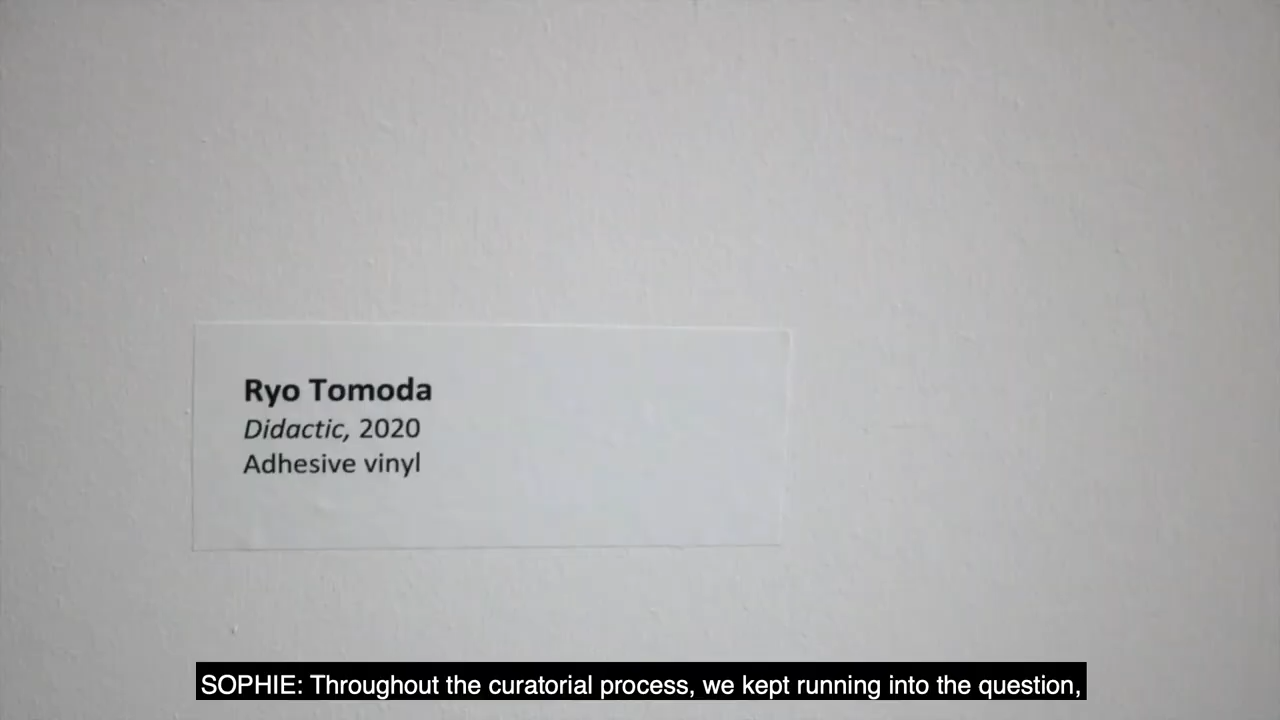 Ryo Tomoda
Didactic, 2020
Adhesive vinyl
SOPHIE: Throughout the curatorial process, we kept running into the question,